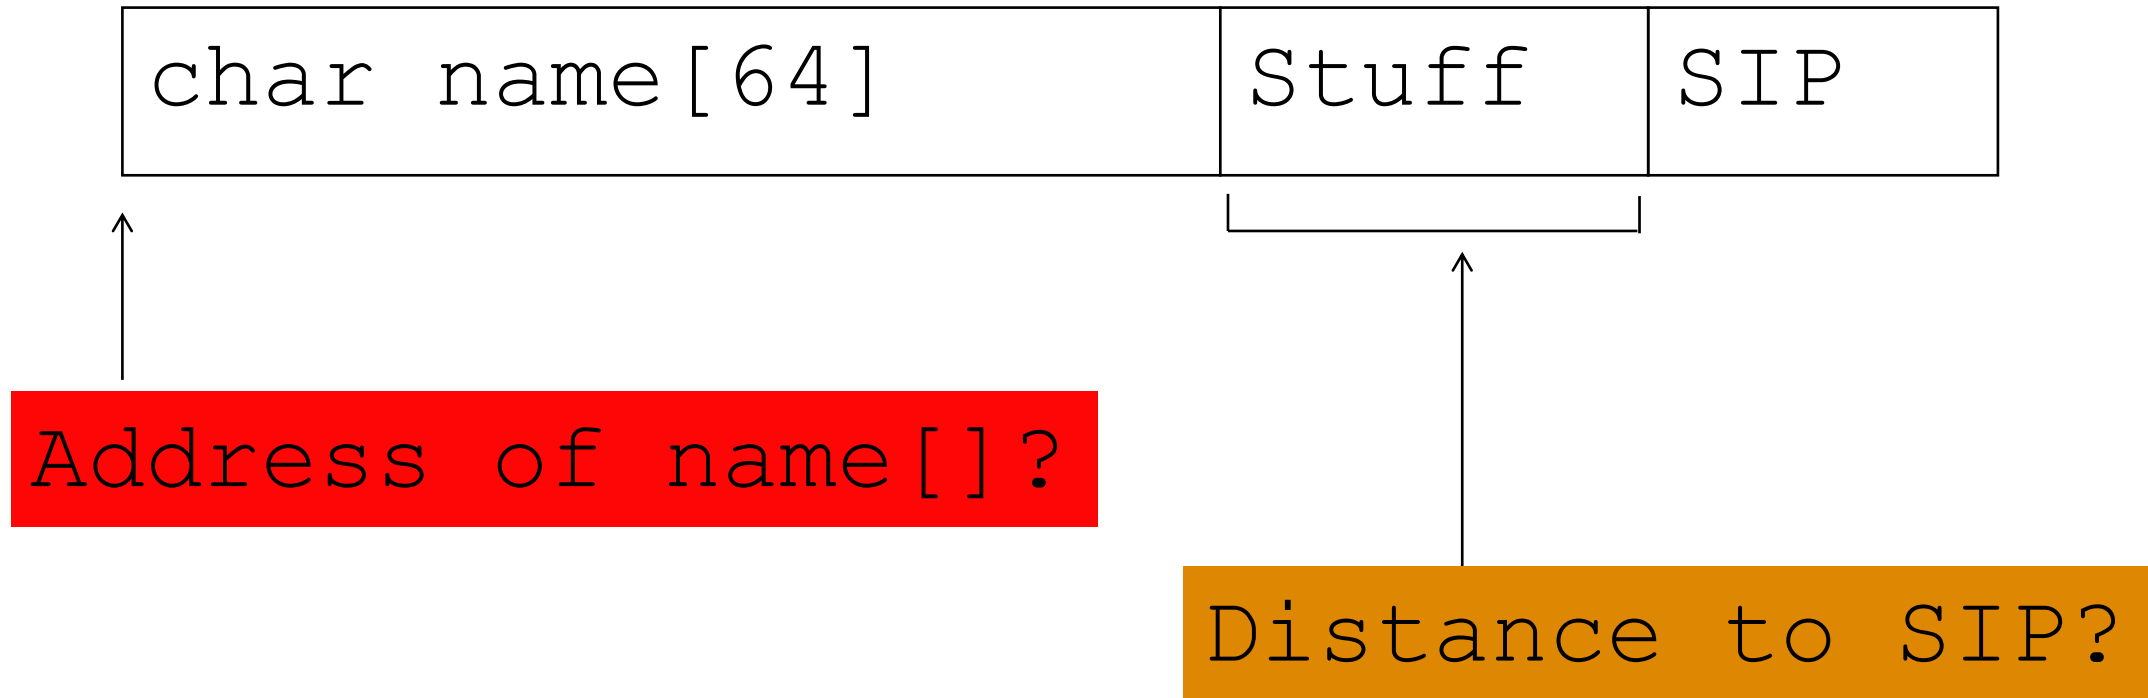 char name[64] Stuff SIP
Address of name[]?
Distance to SIP?